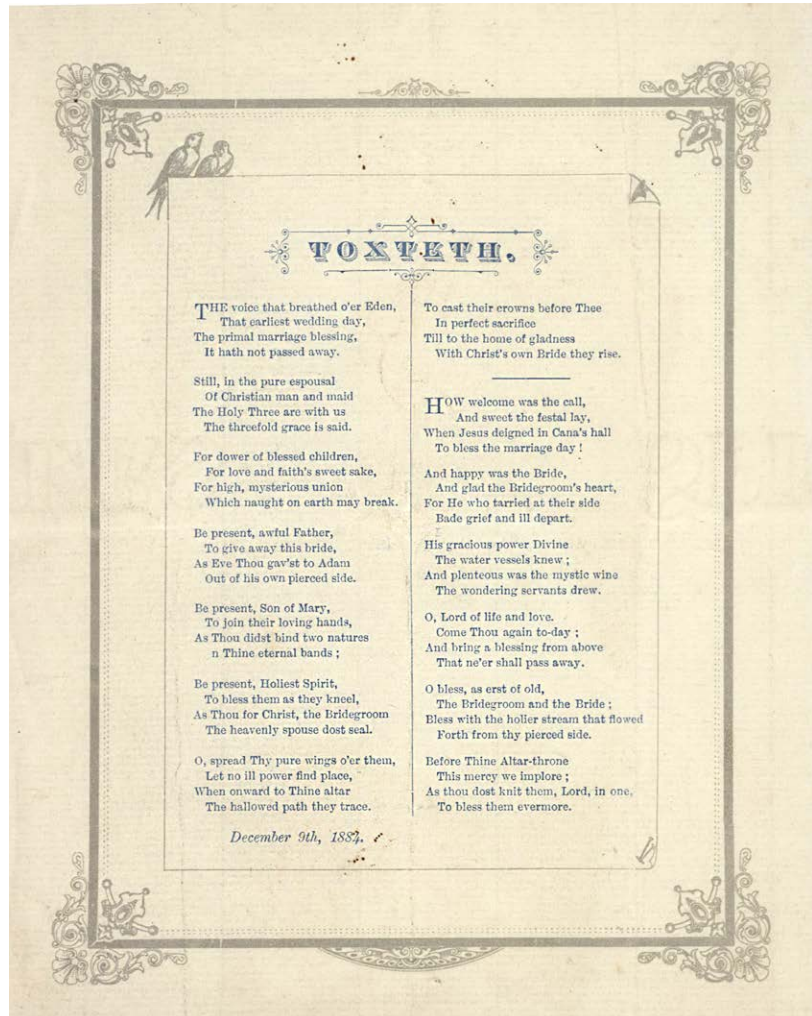 TOXTETH.
THE voice that breathed o'er Eden,
That earliest wedding day,
The primal marriage blessing,
It hath not passed away.
Still, in the pure espousal
Of Christian man and maid
The Holy Three are with us
The threefold grace is said.
For dower of blessed children,
For love and faith's sweet sake,
For high, mysterious union
Which naught on earth may break.
Be present, awful Father,
To give away this bride,
As Eve Thou gav'st to Adam
Out of his own pierced side.
Be present, Son of Mary,
To join their loving hands,
As Thou didst bind two natures
n Thine eternal bands ;
Be present, Holiest Spirit,
To bless them as they kneel,
As Thou for Christ, the Bridegroom
The heavenly spouse dost seal.
O, spread Thy pure wings o'er them,
Let no ill power find place,
When onward to Thine altar
The hallowed path they trace.
December 9th, 1884.
To cast their crowns before Thee
In perfect sacrifice
Till to the home of gladness
With Christ's own Bride they rise.
HOW welcome was the call,
And sweet the festal lay,
When Jesus deigned in Cana's hall
To bless the marriage day !
And happy was the Bride,
And glad the Bridegroom's heart,
For He who tarried at their side
Bade grief and ill depart.
His gracious power Divine
The water vessels knew ;
And plenteous was the mystic wine
The wondering servants drew.
O, Lord of life and love.
Come Thou again to-day ;
And bring a blessing from above
That ne'er shall pass away.
O bless, as erst of old,
The Bridegroom and the Bride ;
Bless with the holier stream that flowed
Forth from thy pierced side.
Before Thine Altar-throne
This mercy we implore ;
As thou dost knit them, Lord, in one,
To bless them evermore.